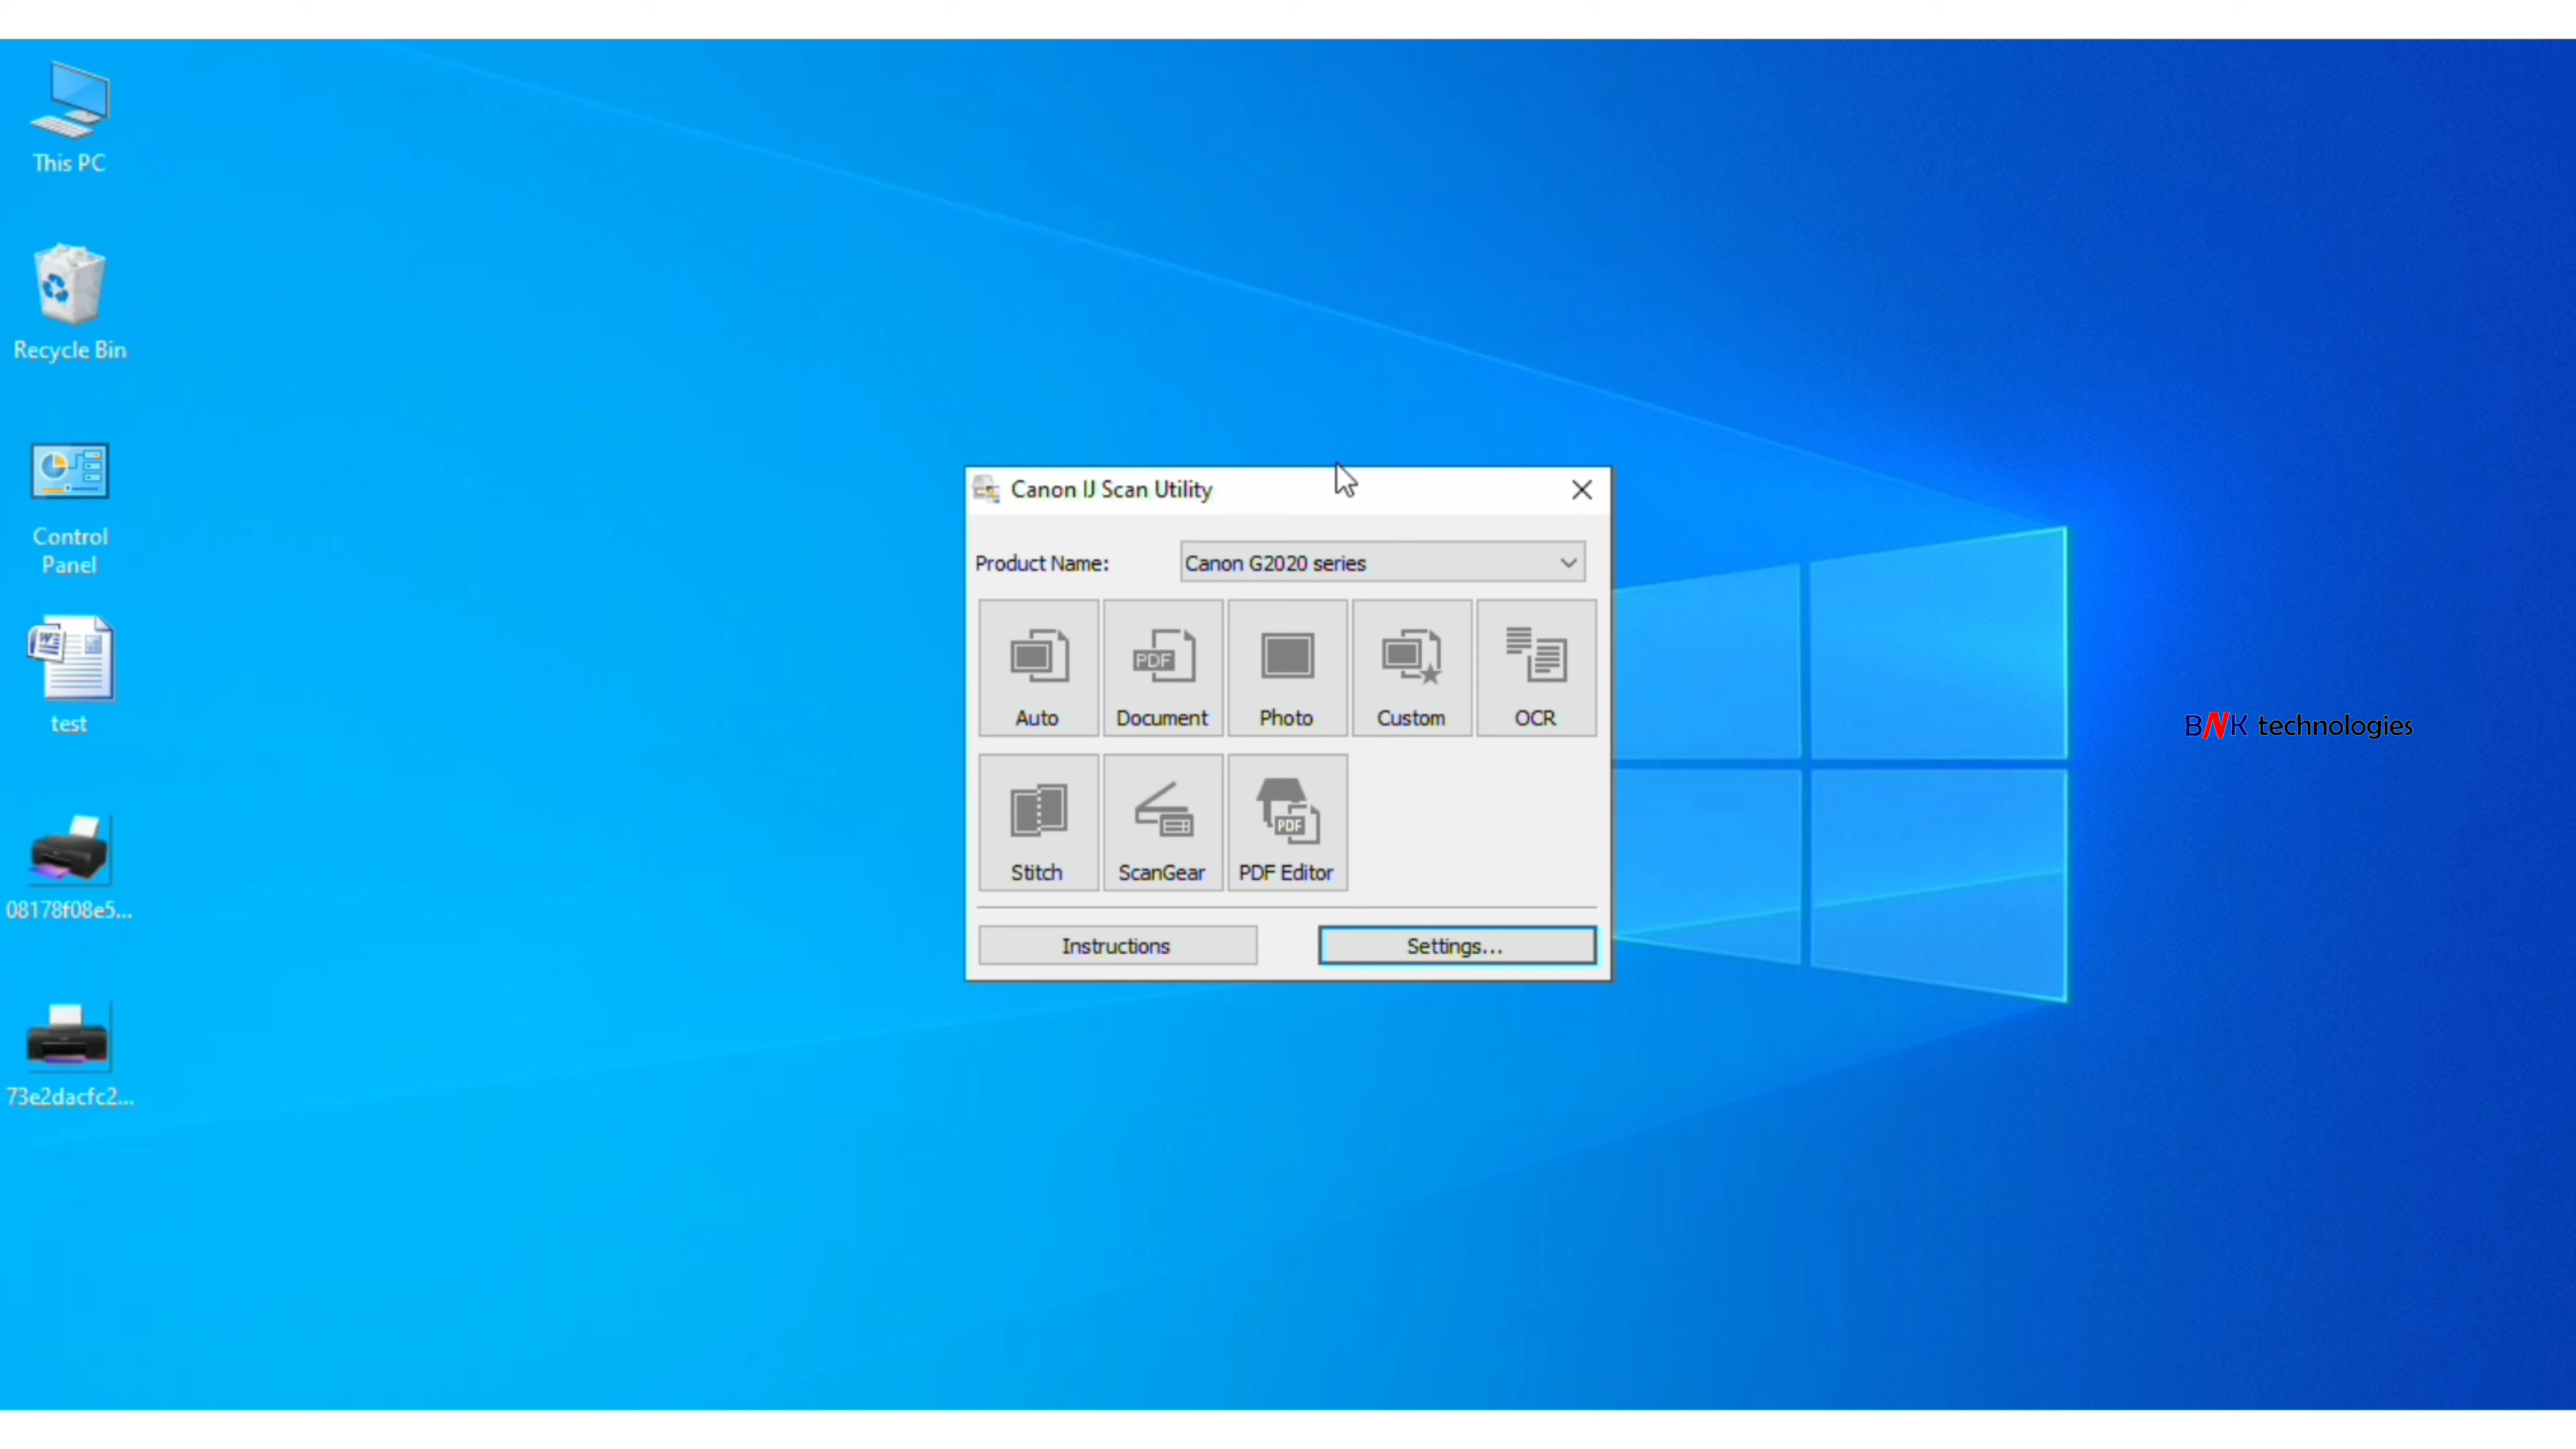 This PC
Recycle Bin
Control
Panel
test
08178f08e5...
73e2dacfc2...
Canon IJ Scan Utility
Product Name:
Canon G2020 series
Auto
PDF
Document
Photo
Custom
OCR
Stitch
ScanGear
PDF
PDF Editor
Instructions
Settings...
BNK technologies